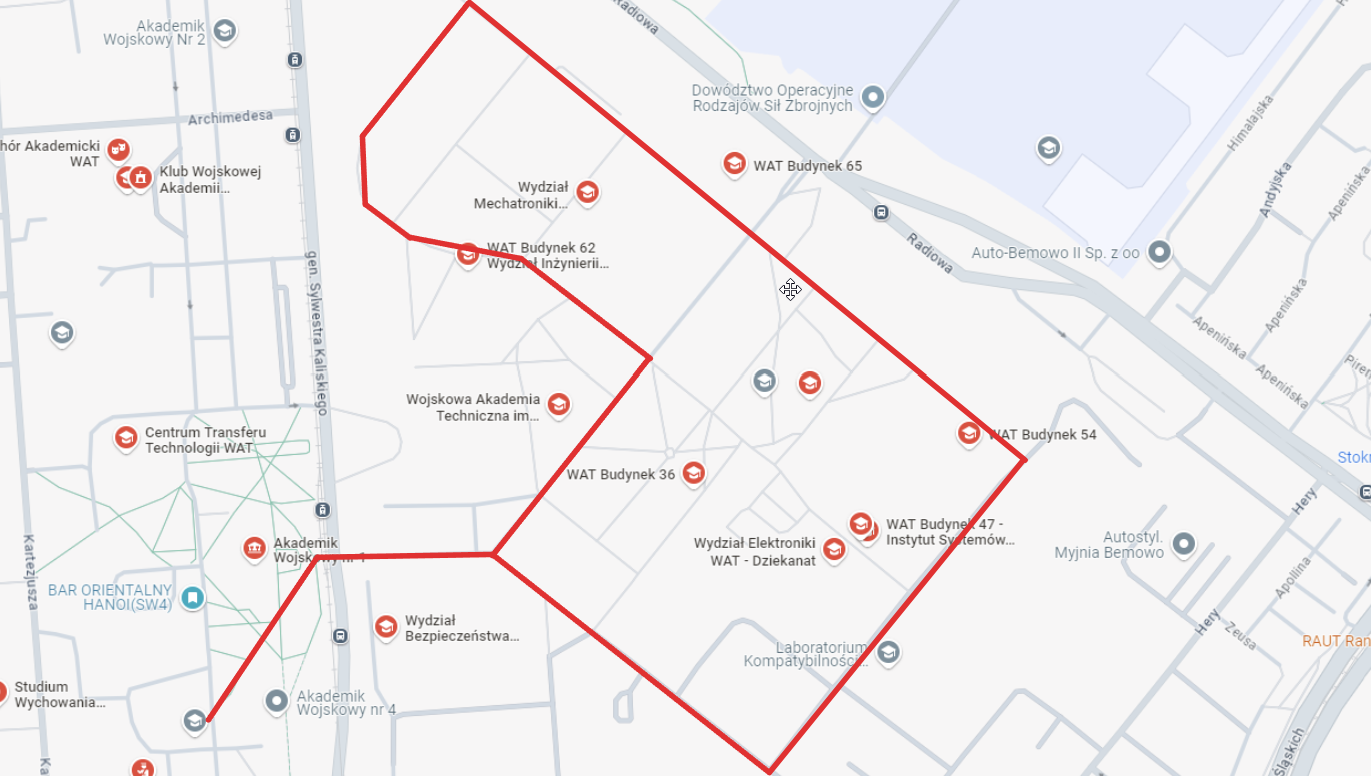 Akademik
Wojskowy Nr 2
Radiowa
Dowództwo Operacyjne
Rodzajów Sił Zbrojnych
Himalajska
Archimedesa
hór Akademicki
WAT
Klub Wojskowej
Akademii...
WAT Budynek 65
Andyjska
Apenińska
Wydział
Mechatroniki...
WAT Budynek 62
Wydział Inżynierii...
Radiowa
Auto-Bemowo II Sp. z oo
gen. Sylwestra Kaliskiego
Apenińska
Apenińska
Apenińska
Wojskowa Akademia
Techniczna im...
Centrum Transferu
Technologii WAT
WAT Budynek 54
Stokr
WAT Budynek 36
Hery
Kartezjusza
Akademik
Wojskowy nr 1
WAT Budynek 47 -
Instytut Systemów...
Wydział Elektroniki
WAT - Dziekanat
Autostyl.
Myjnia Bemowo
Apollina
BAR ORIENTALNY
HANOI(SW4)
Wydział
Bezpieczeństwa...
Hery
Zeusa
RAUT Rar
Laboratorium
Kompatybilności...
Studium
Wychowania...
Akademik
Wojskowy nr 4
Ka
Śląskich